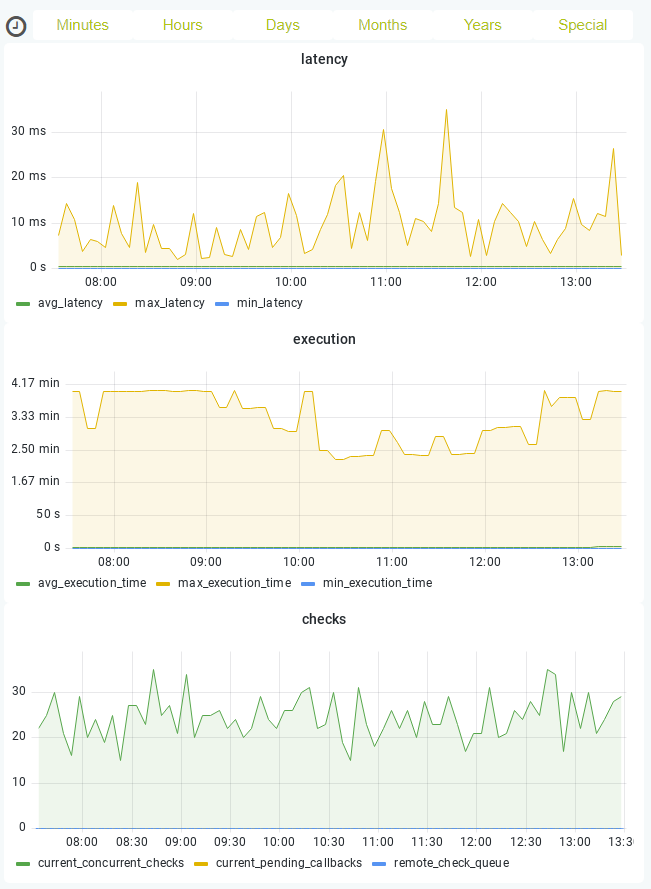 Minutes Hours Days Months Years Special
latency
30 ms
20 ms
10 ms
0 s
08:00 09:00 10:00 11:00 12:00 13:00
avg_latency max_latency min_latency
execution
4.17 min
3.33 min
2.50 min
1.67 min
50 s
0 s
08:00 09:00 10:00 11:00 12:00 13:00
avg_execution_time max_execution_time min_execution_time
checks
30
20
10
0
08:00 08:30 09:00 09:30 10:00 10:30 11:00 11:30 12:00 12:30 13:00 13:3
current_concurrent_checks current_pending_callbacks remote_check_queue